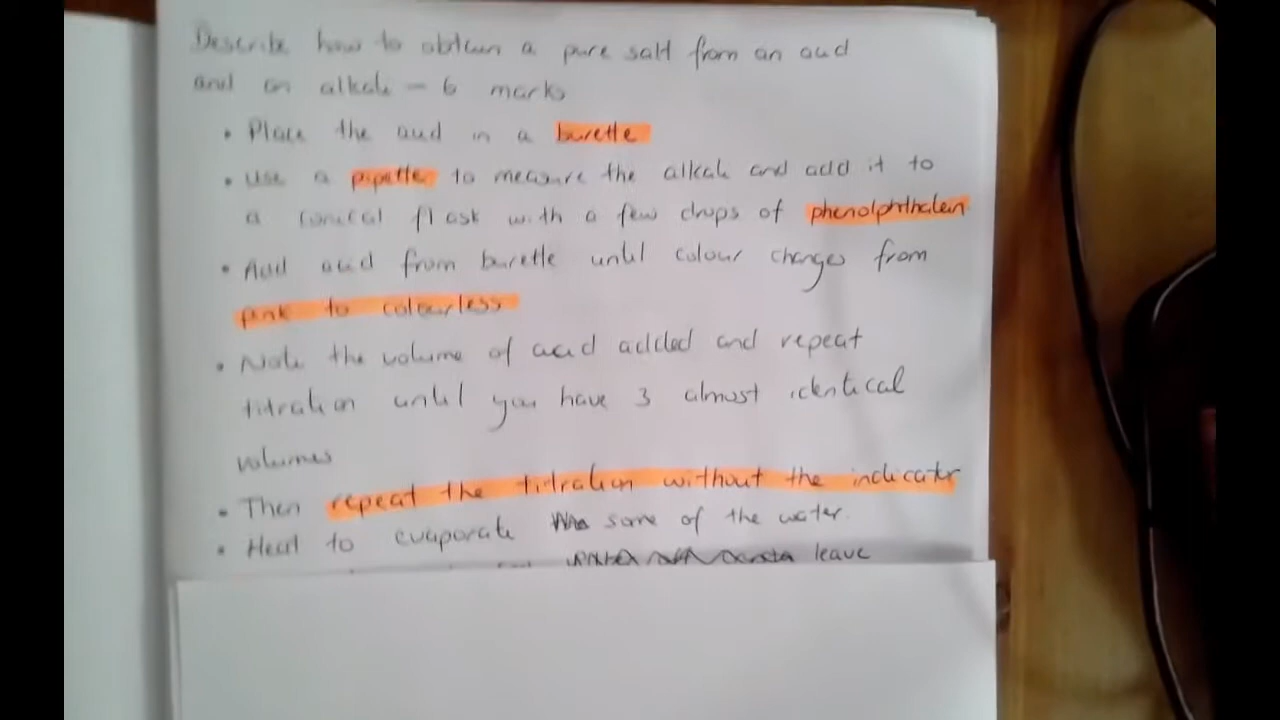 Describe how to obtain a pure salt from an acid
and an alkali - 6 marks
• Place the acid in a burette
• Use a pipette to measure the alkali and add it to
a conical flask with a few drops of phenolphthalein
• Add acid from burette until colour changes from
pink to colourless
• Note the volume of acid added and repeat
titration until you have 3 almost identical
volumes
• Then repeat the titration without the indicator
• Heat to evaporate some of the water.
leave